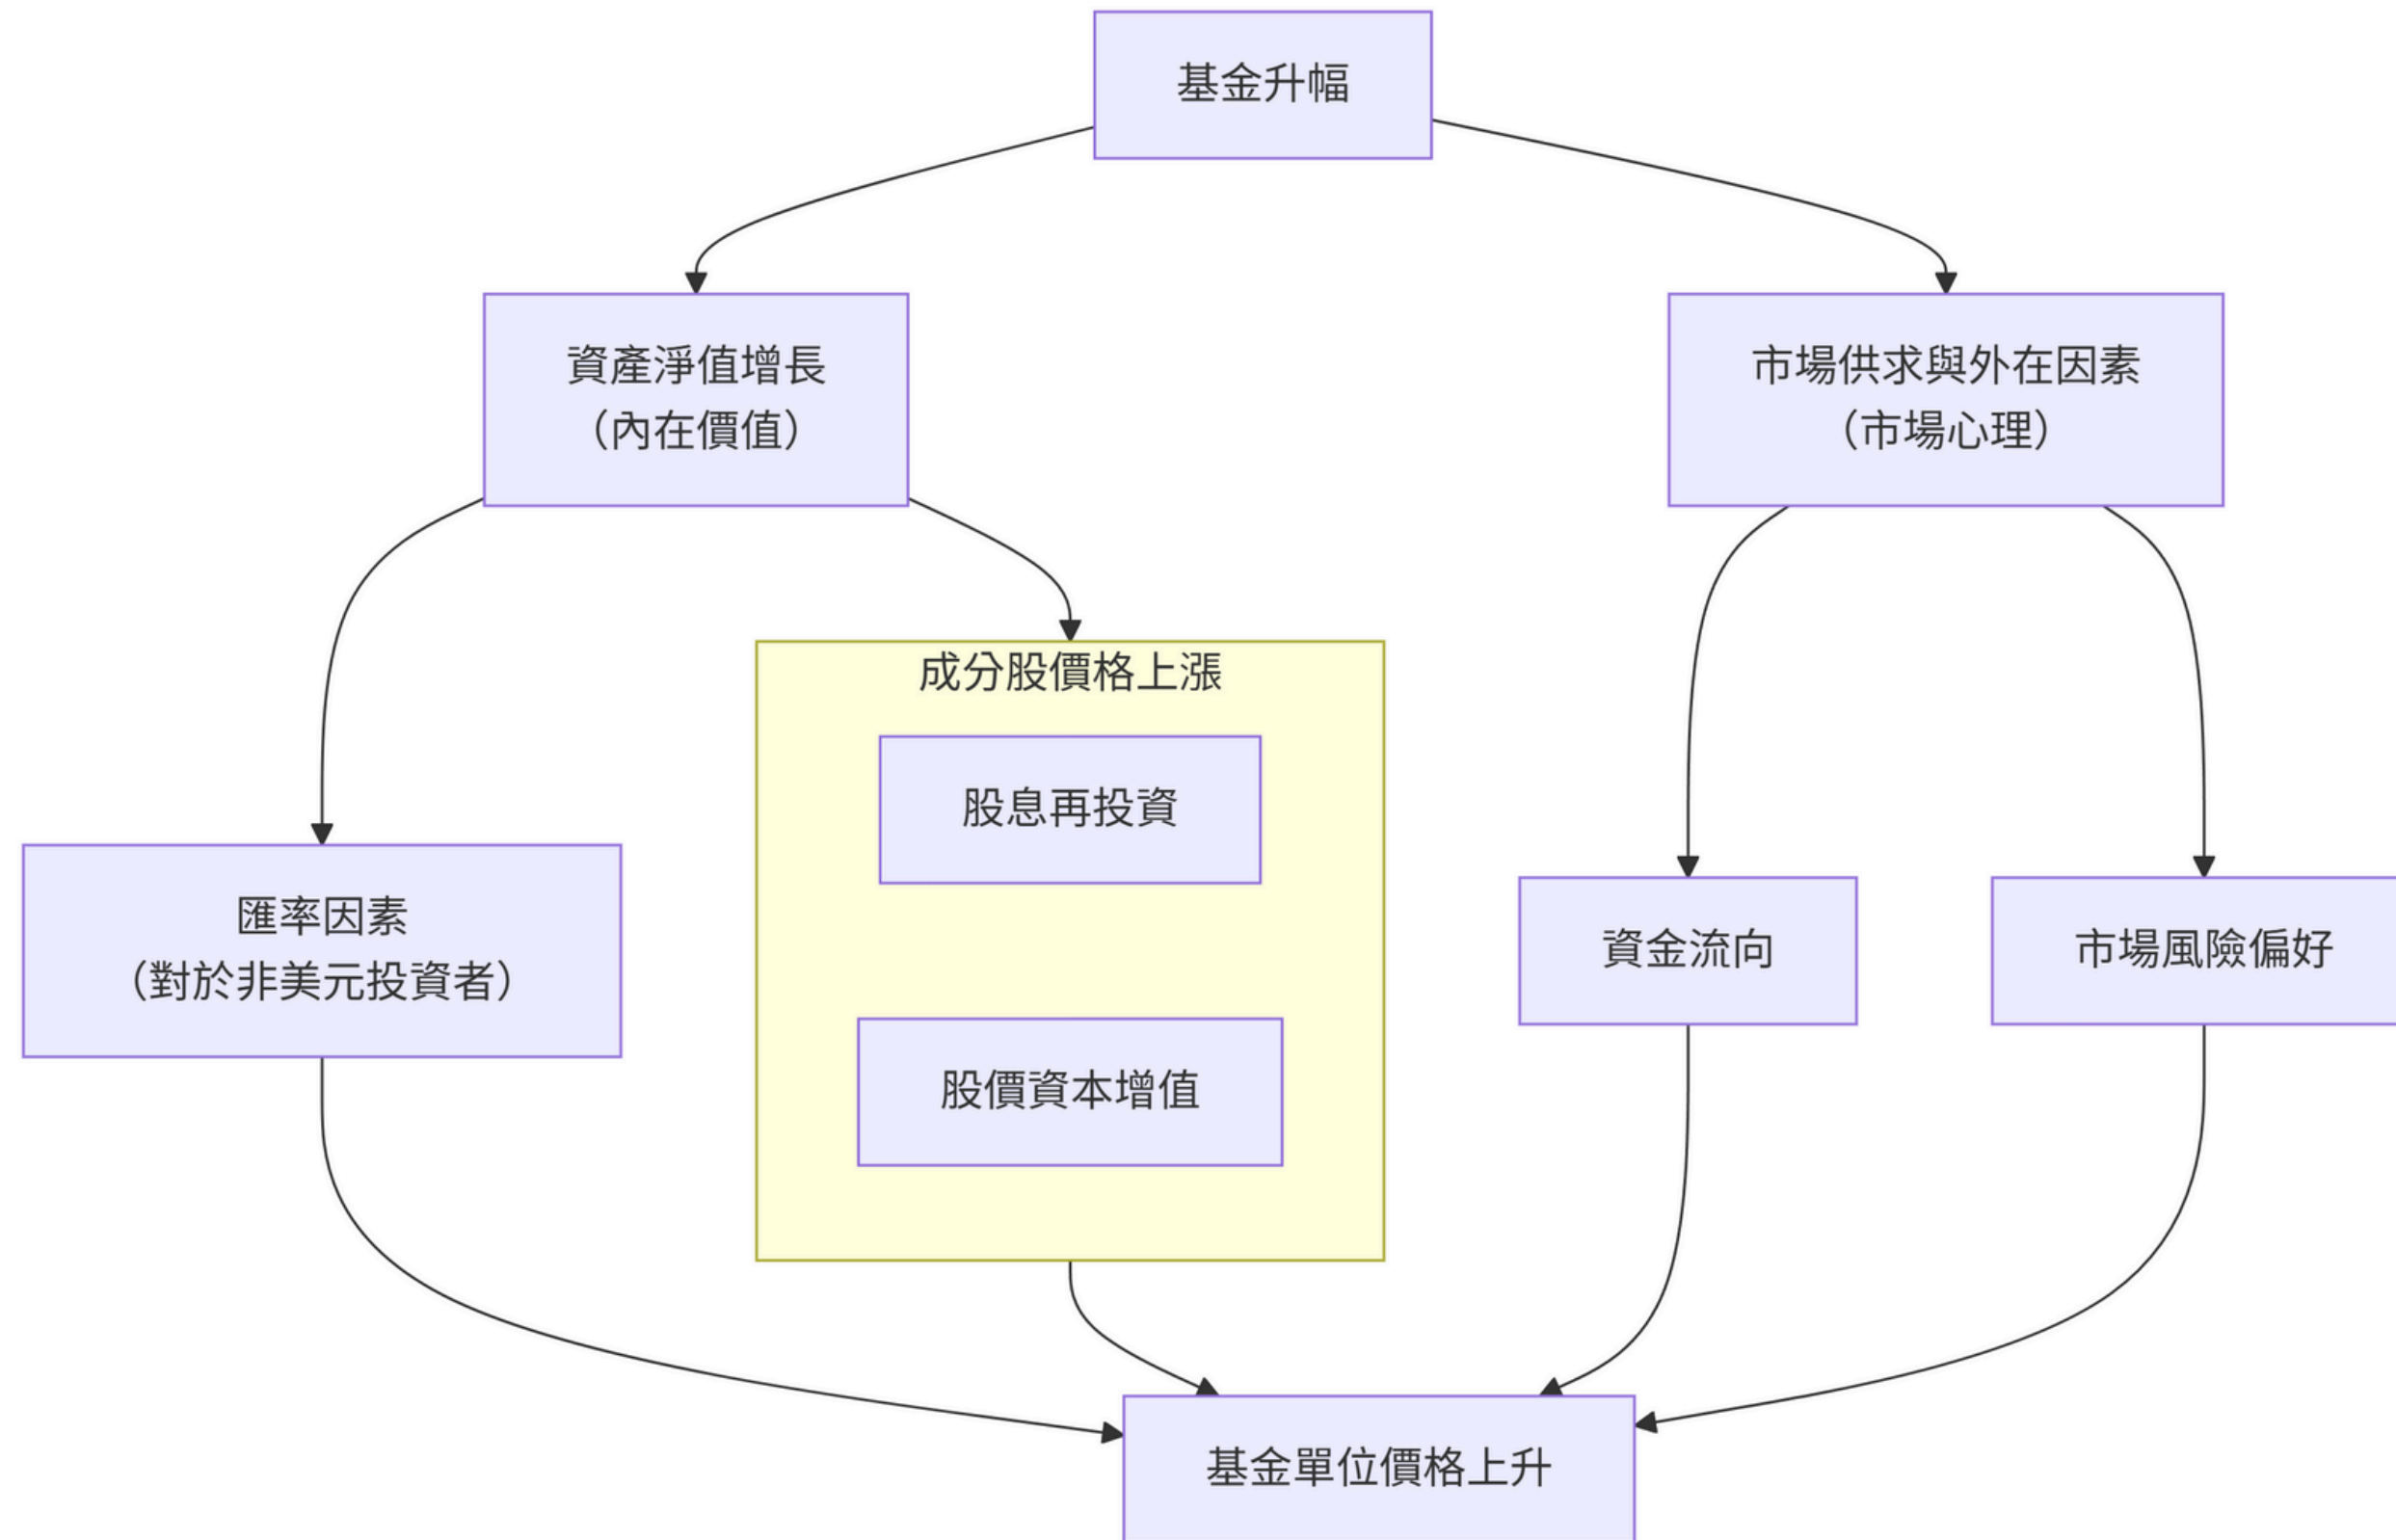 基金升幅
資產淨值增長
（內在價值）
市場供求與外在因素
（市場心理）
成分股價格上漲
股息再投資
匯率因素
（對於非美元投資者）
資金流向
市場風險偏好
股價資本增值
基金單位價格上升